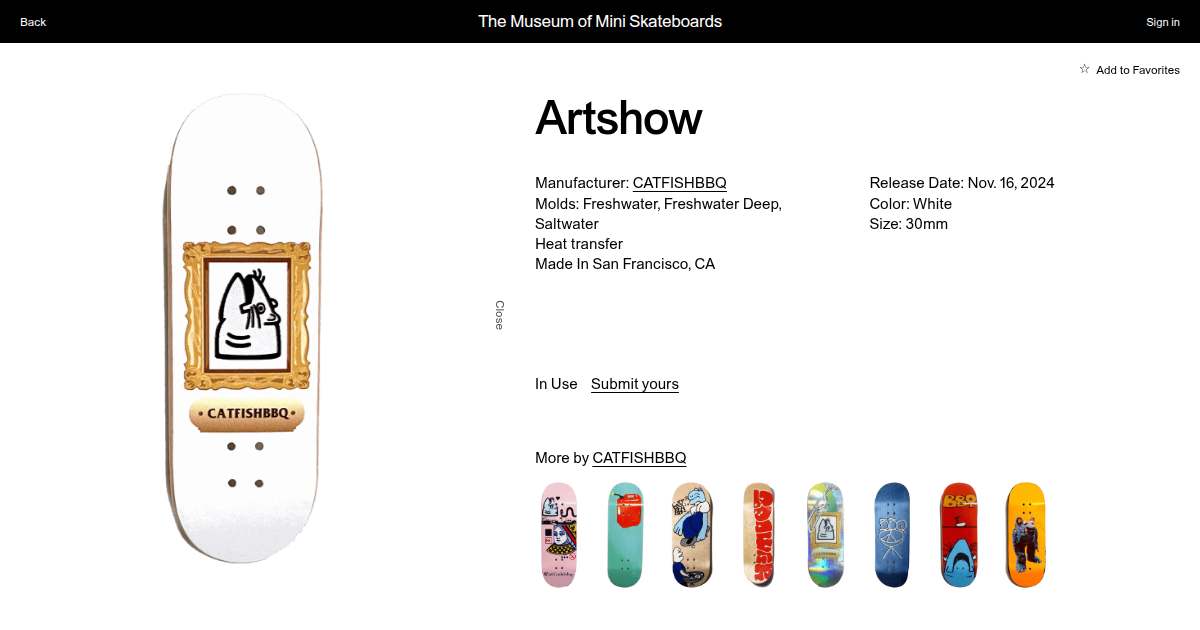 Back
The Museum of Mini Skateboards
Sign in
☆ Add to Favorites
Artshow
Manufacturer: CATFISHBBQ
Molds: Freshwater, Freshwater Deep,
Saltwater
Heat transfer
Made In San Francisco, CA
Release Date: Nov. 16, 2024
Color: White
Size: 30mm
Close
• CATFISHBBQ •
In Use Submit yours
More by CATFISHBBQ
BBQ